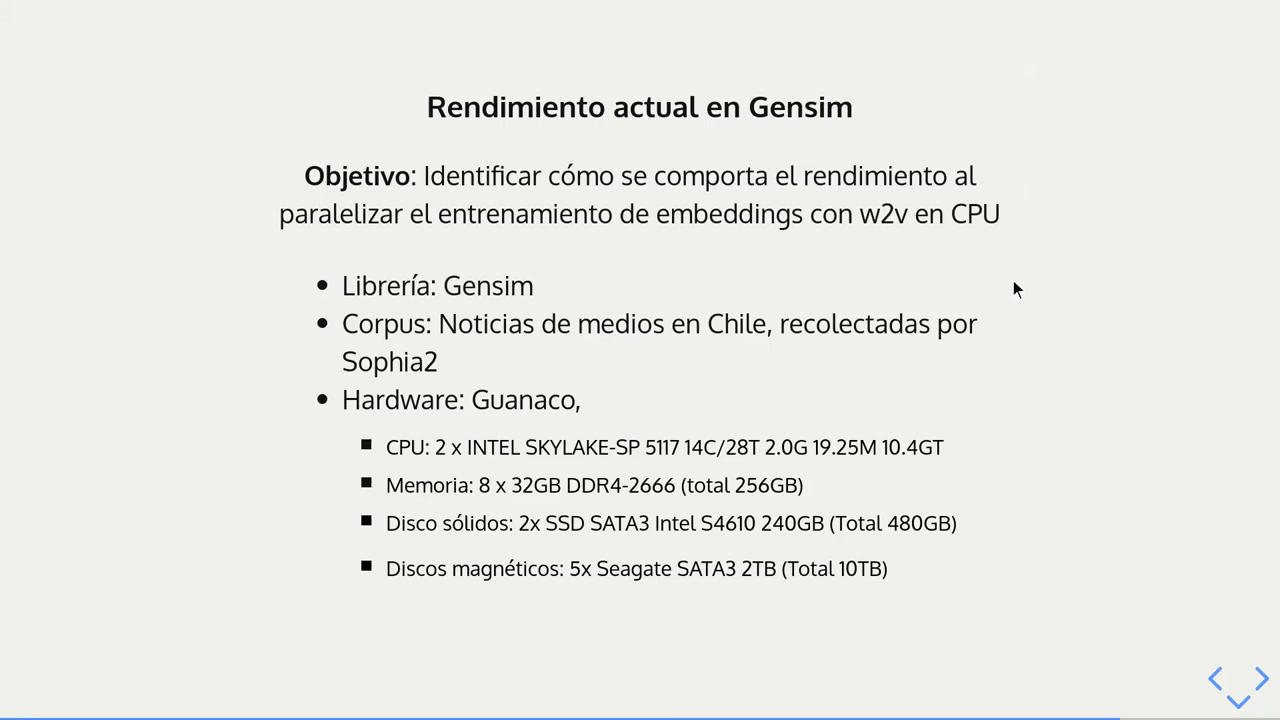 Rendimiento actual en Gensim
Objetivo: Identificar cómo se comporta el rendimiento al
paralelizar el entrenamiento de embeddings con w2v en CPU
Librería: Gensim
Corpus: Noticias de medios en Chile, recolectadas por
Sophia2
Hardware: Guanaco,
CPU: 2 x INTEL SKYLAKE-SP 5117 14C/28T 2.0G 19.25M 10.4GT
Memoria: 8 x 32GB DDR4-2666 (total 256GB)
Disco sólidos: 2x SSD SATA3 Intel S4610 240GB (Total 480GB)
Discos magnéticos: 5x Seagate SATA3 2TB (Total 10TB)